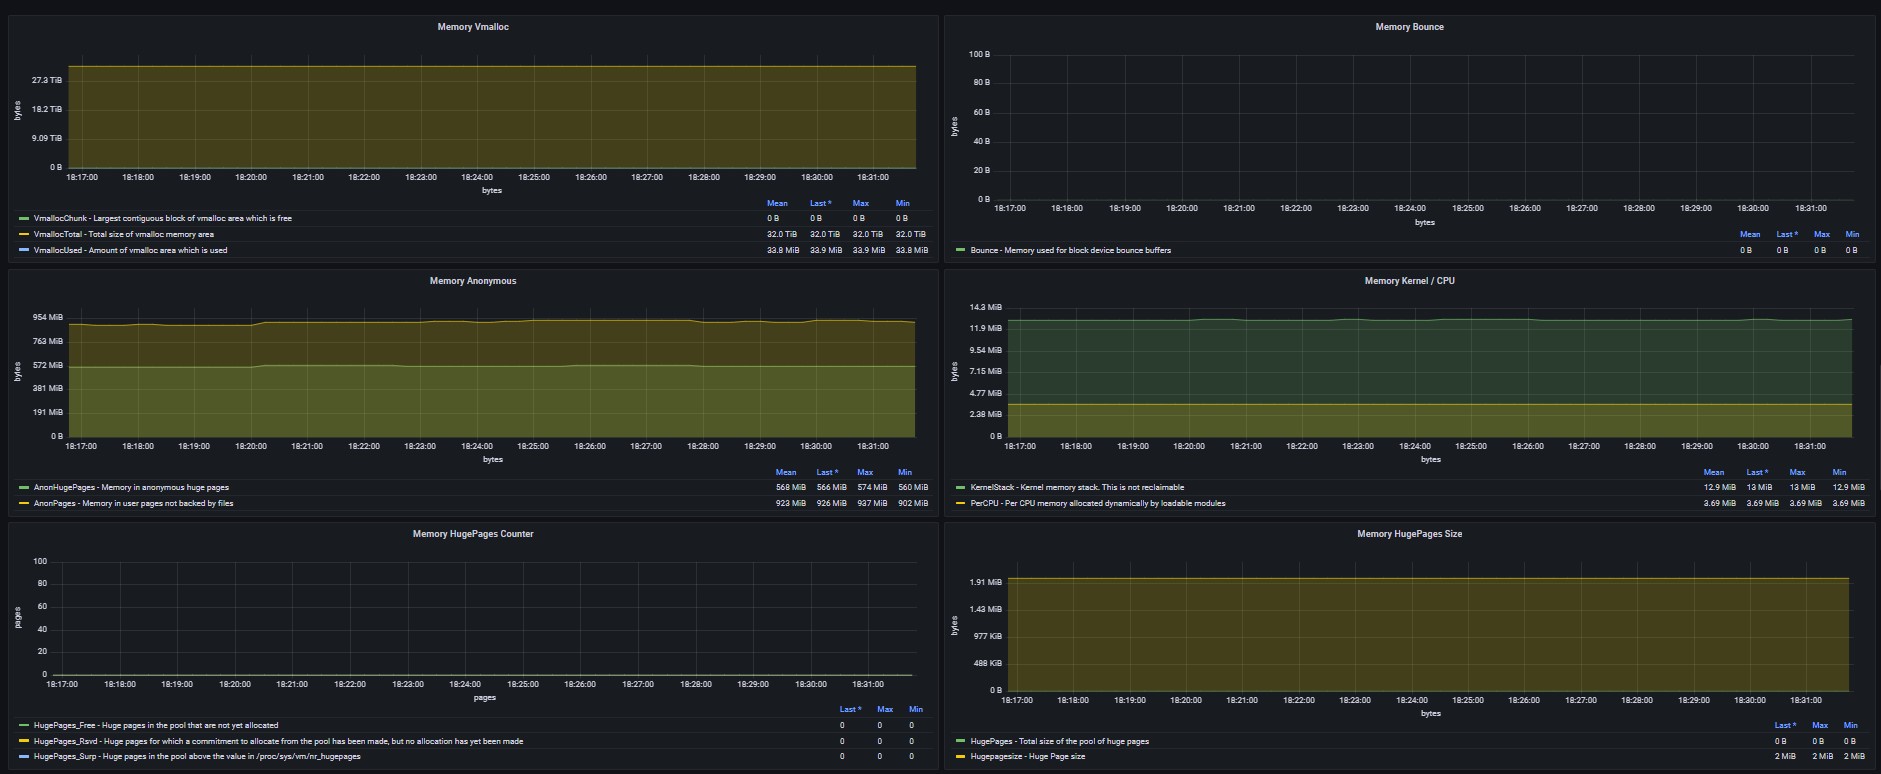 Memory Vmalloc
27.3 TiB
18.2 TiB
9.09 TiB
0 B
bytes
18:17:00 18:18:00 18:19:00 18:20:00 18:21:00 18:22:00 18:23:00 18:24:00 18:25:00 18:26:00 18:27:00 18:28:00 18:29:00 18:30:00 18:31:00
bytes
Mean Last * Max Min
VmallocChunk - Largest contiguous block of vmalloc area which is free 0 B 0 B 0 B 0 B
VmallocTotal - Total size of vmalloc memory area 32.0 TiB 32.0 TiB 32.0 TiB 32.0 TiB
VmallocUsed - Amount of vmalloc area which is used 33.8 MiB 33.9 MiB 33.9 MiB 33.8 MiB
Memory Bounce
100 B
80 B
60 B
40 B
20 B
0 B
bytes
18:17:00 18:18:00 18:19:00 18:20:00 18:21:00 18:22:00 18:23:00 18:24:00 18:25:00 18:26:00 18:27:00 18:28:00 18:29:00 18:30:00 18:31:00
bytes
Mean Last * Max Min
Bounce - Memory used for block device bounce buffers 0 B 0 B 0 B 0 B
Memory Anonymous
954 MiB
763 MiB
572 MiB
381 MiB
191 MiB
0 B
bytes
18:17:00 18:18:00 18:19:00 18:20:00 18:21:00 18:22:00 18:23:00 18:24:00 18:25:00 18:26:00 18:27:00 18:28:00 18:29:00 18:30:00 18:31:00
bytes
Mean Last * Max Min
AnonHugePages - Memory in anonymous huge pages 568 MiB 566 MiB 574 MiB 560 MiB
AnonPages - Memory in user pages not backed by files 923 MiB 926 MiB 937 MiB 902 MiB
Memory Kernel / CPU
14.3 MiB
11.9 MiB
9.54 MiB
7.15 MiB
4.77 MiB
2.38 MiB
0 B
bytes
18:17:00 18:18:00 18:19:00 18:20:00 18:21:00 18:22:00 18:23:00 18:24:00 18:25:00 18:26:00 18:27:00 18:28:00 18:29:00 18:30:00 18:31:00
bytes
Mean Last * Max Min
KernelStack - Kernel memory stack. This is not reclaimable 12.9 MiB 13 MiB 13 MiB 12.9 MiB
PerCPU - Per CPU memory allocated dynamically by loadable modules 3.69 MiB 3.69 MiB 3.69 MiB 3.69 MiB
Memory HugePages Counter
100
80
60
40
20
0
pages
18:17:00 18:18:00 18:19:00 18:20:00 18:21:00 18:22:00 18:23:00 18:24:00 18:25:00 18:26:00 18:27:00 18:28:00 18:29:00 18:30:00 18:31:00
pages
Last * Max Min
HugePages_Free - Huge pages in the pool that are not yet allocated 0 0 0
HugePages_Rsvd - Huge pages for which a commitment to allocate from the pool has been made, but no allocation has yet been made 0 0 0
HugePages_Surp - Huge pages in the pool above the value in /proc/sys/vm/nr_hugepages 0 0 0
Memory HugePages Size
1.91 MiB
1.43 MiB
977 KiB
488 KiB
0 B
bytes
18:17:00 18:18:00 18:19:00 18:20:00 18:21:00 18:22:00 18:23:00 18:24:00 18:25:00 18:26:00 18:27:00 18:28:00 18:29:00 18:30:00 18:31:00
bytes
Last * Max Min
HugePages - Total size of the pool of huge pages 0 B 0 B 0 B
Hugepagesize - Huge Page size 2 MiB 2 MiB 2 MiB